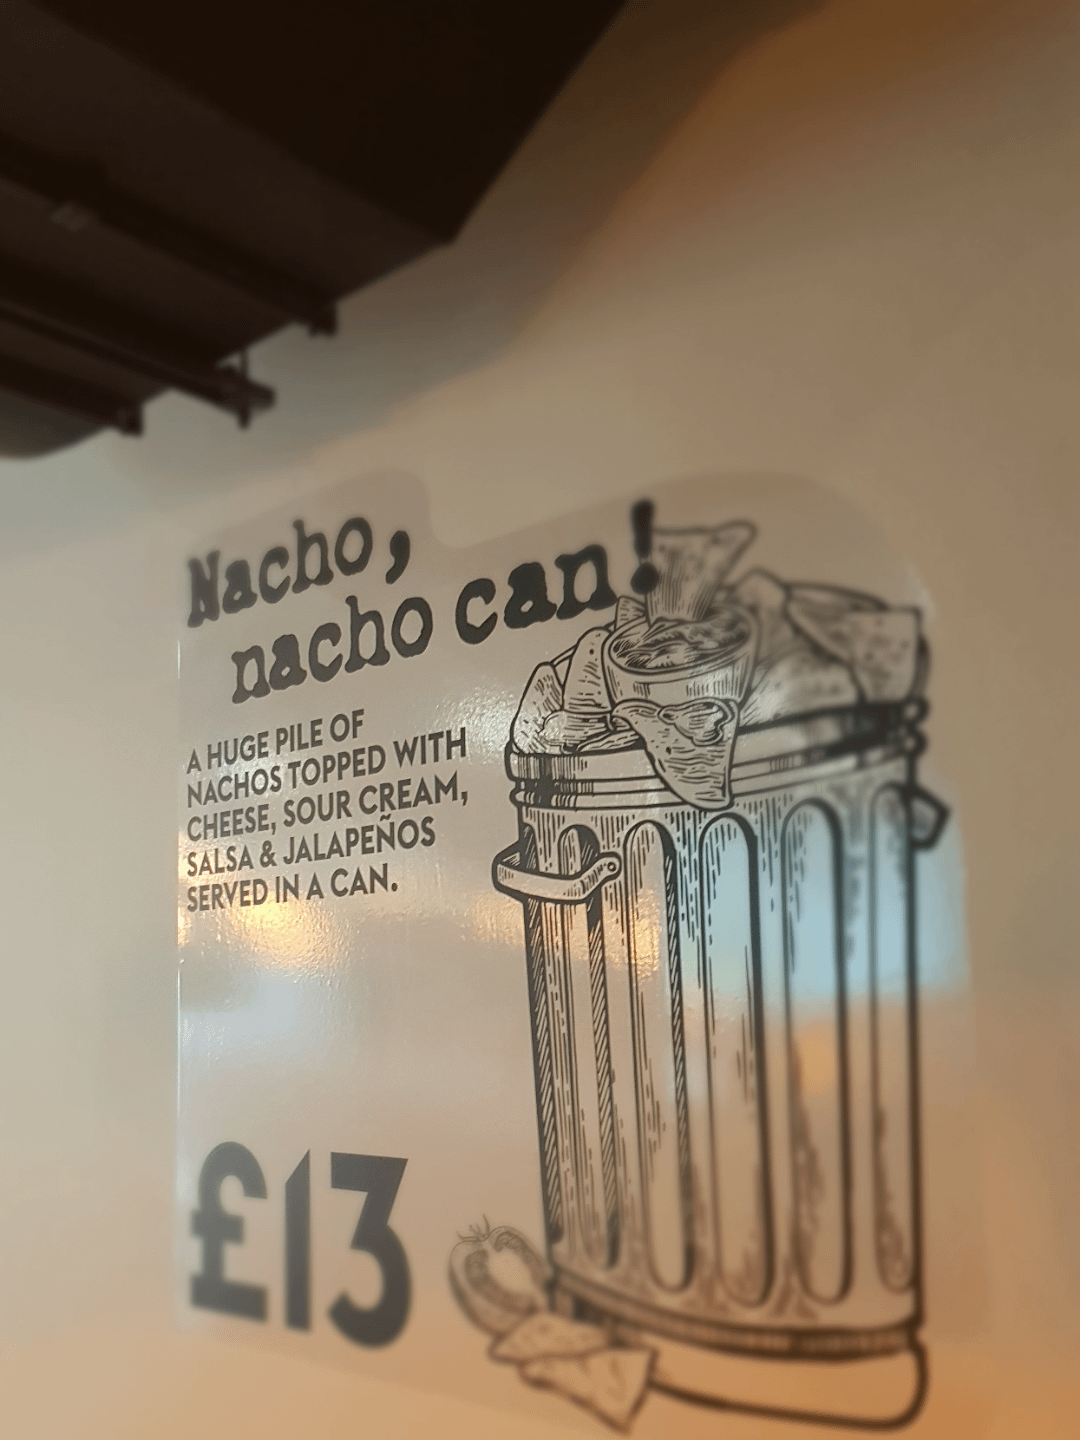 Nacho,
nacho can!
A HUGE PILE OF
NACHOS TOPPED WITH
CHEESE, SOUR CREAM,
SALSA & JALAPEÑOS
SERVED IN A CAN.
£13